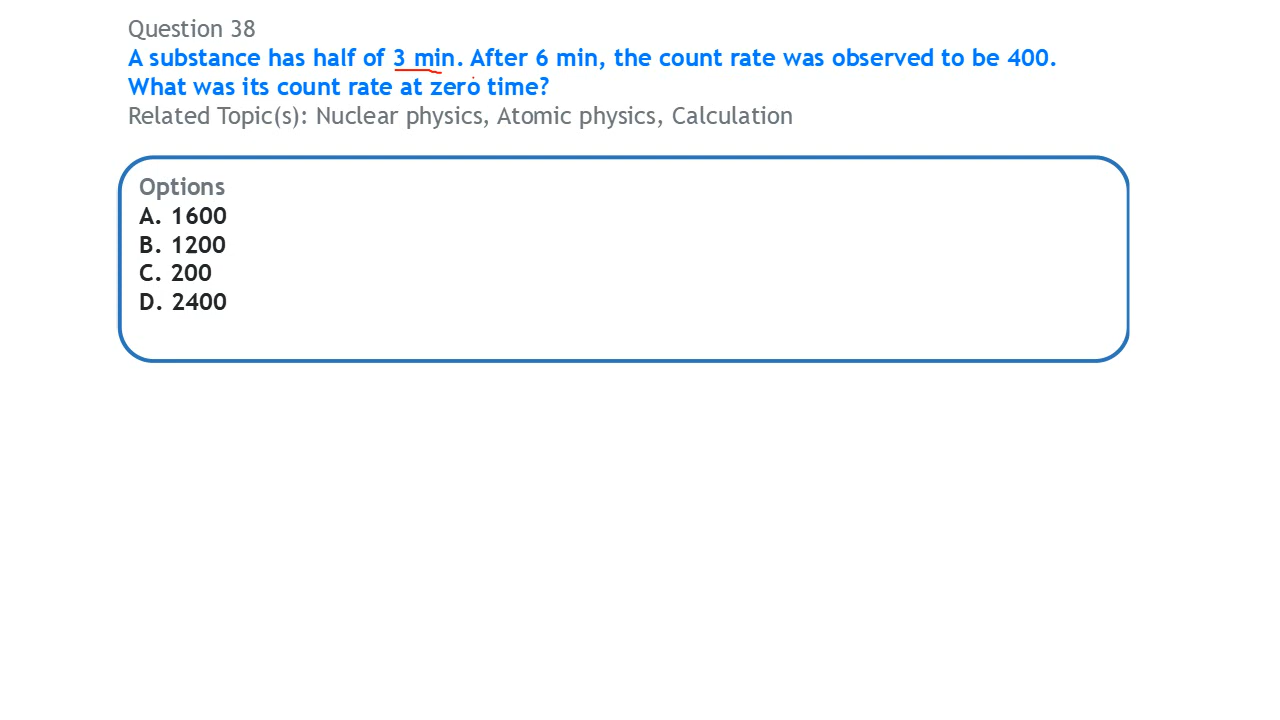 Question 38
A substance has half of 3 min. After 6 min, the count rate was observed to be 400.
What was its count rate at zero time?
Related Topic(s): Nuclear physics, Atomic physics, Calculation
Options
A. 1600
B. 1200
C. 200
D. 2400